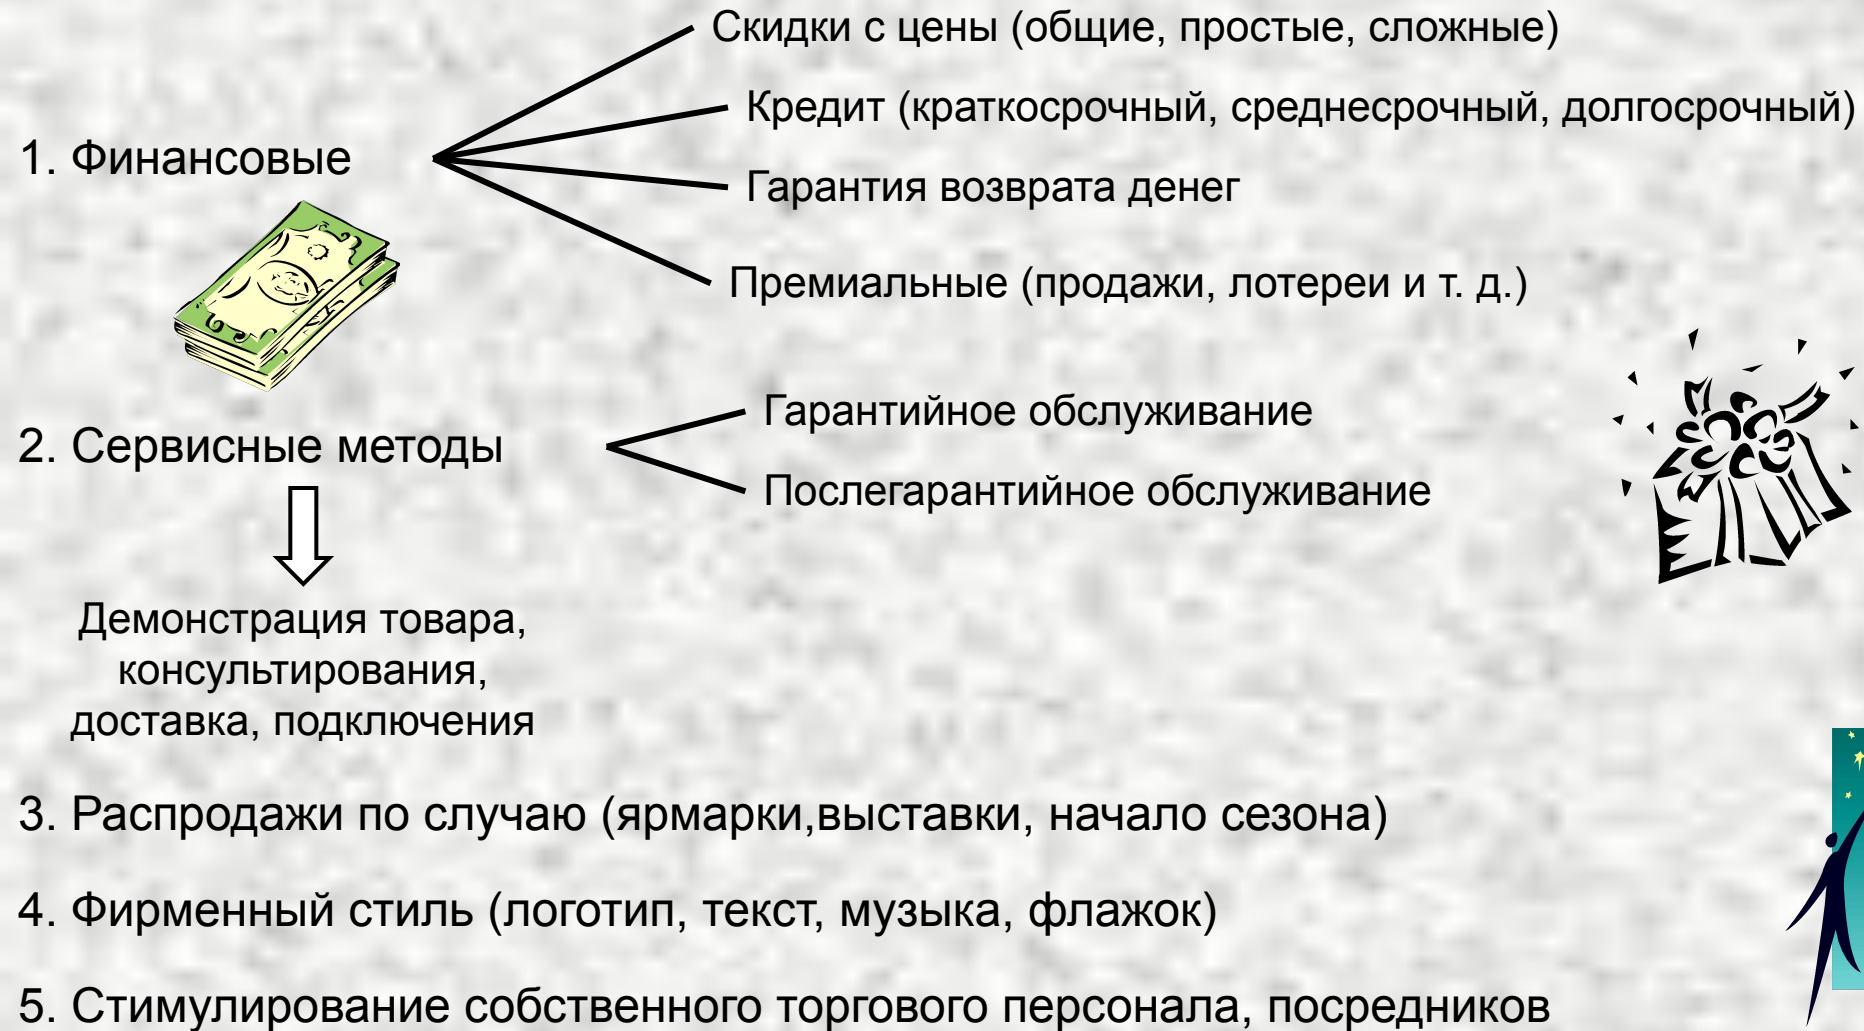 Скидки с цены (общие, простые, сложные)
Кредит (краткосрочный, среднесрочный, долгосрочный)
1. Финансовые
Гарантия возврата денег
Премиальные (продажи, лотереи и т. д.)
Гарантийное обслуживание
2. Сервисные методы
Послегарантийное обслуживание
Демонстрация товара,
консультирования,
доставка, подключения
3. Распродажи по случаю (ярмарки,выставки, начало сезона)
4. Фирменный стиль (логотип, текст, музыка, флажок)
5. Стимулирование собственного торгового персонала, посредников